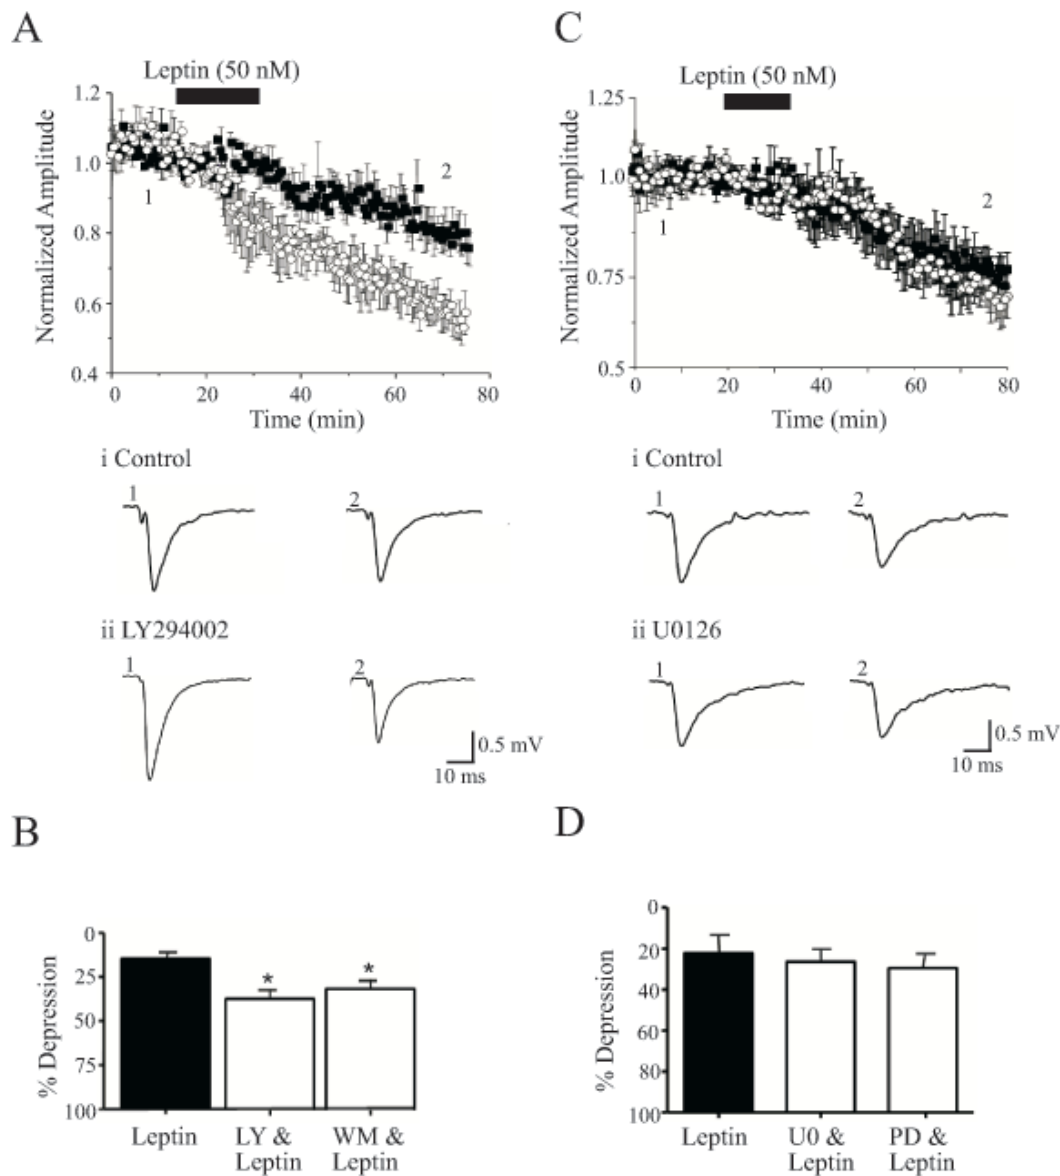 A
Leptin (50 nM)
1.2
1.0
0.8
0.6
0.4
Normalized Amplitude
1
2
0
20
40
60
80
Time (min)
i Control
1
2
ii LY294002
1
2
0.5 mV
10 ms
C
Leptin (50 nM)
1.25
1.0
0.75
0.5
Normalized Amplitude
1
2
0
20
40
60
80
Time (min)
i Control
1
2
ii U0126
1
2
0.5 mV
10 ms
B
0
25
50
75
100
% Depression
*
*
Leptin
LY &
Leptin
WM &
Leptin
D
0
20
40
60
80
100
% Depression
Leptin
U0 &
Leptin
PD &
Leptin